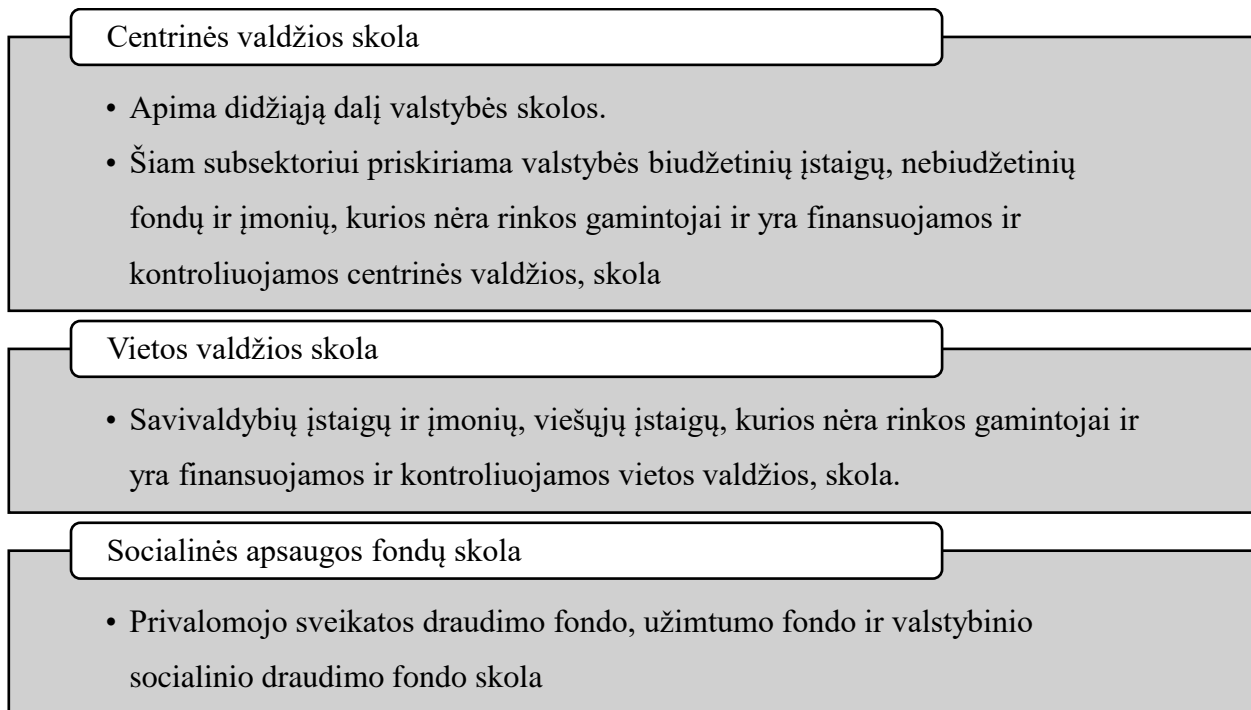 Centrinės valdžios skola
• Apima didžiąją dalį valstybės skolos.
• Šiam subsektoriui priskiriama valstybės biudžetinių įstaigų, nebiudžetinių
fondų ir įmonių, kurios nėra rinkos gamintojai ir yra finansuojamos ir
kontroliuojamos centrinės valdžios, skola
Vietos valdžios skola
• Savivaldybių įstaigų ir įmonių, viešųjų įstaigų, kurios nėra rinkos gamintojai ir
yra finansuojamos ir kontroliuojamos vietos valdžios, skola.
Socialinės apsaugos fondų skola
• Privalomojo sveikatos draudimo fondo, užimtumo fondo ir valstybinio
socialinio draudimo fondo skola